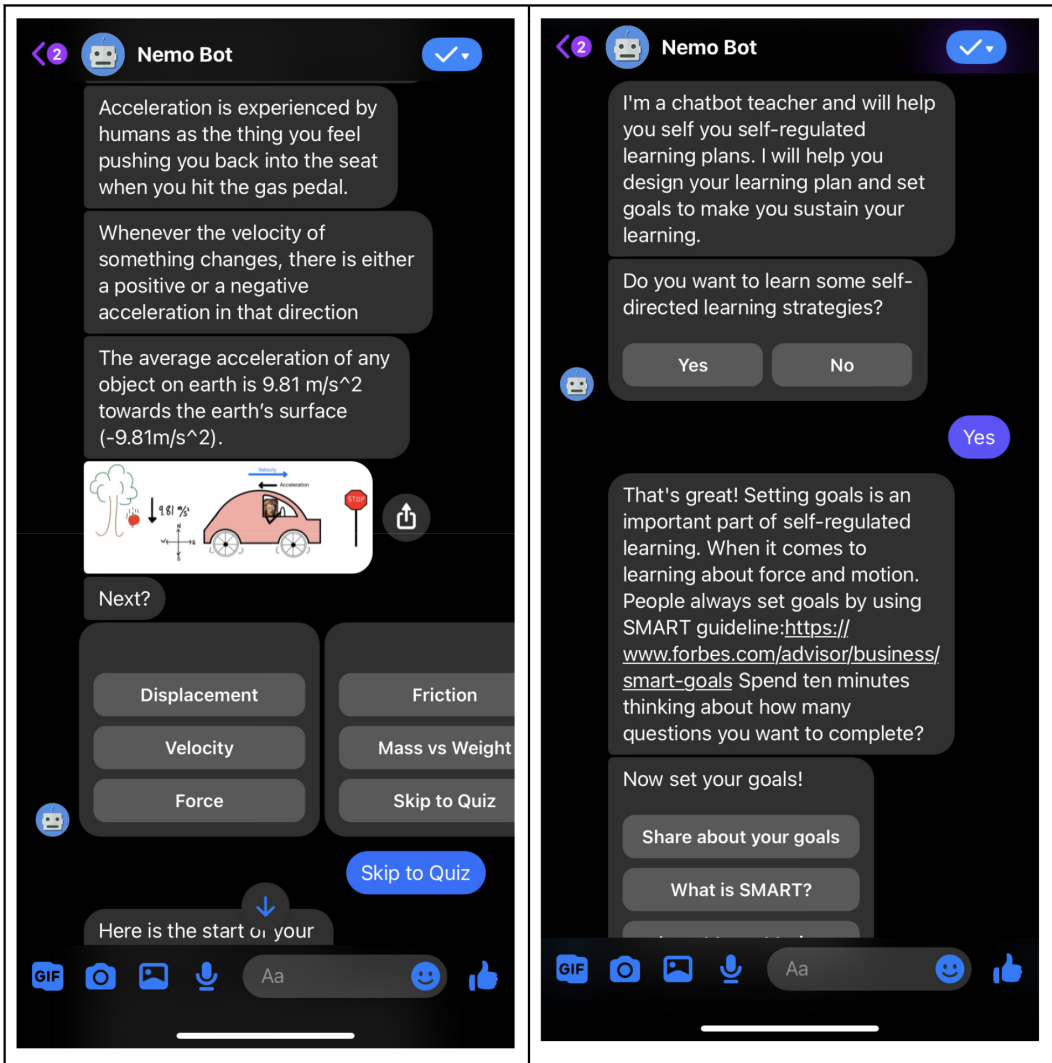 2
Nemo Bot
Acceleration is experienced by
humans as the thing you feel
pushing you back into the seat
when you hit the gas pedal.
Whenever the velocity of
something changes, there is either
a positive or a negative
acceleration in that direction
The average acceleration of any
object on earth is 9.81 m/s^2
towards the earth’s surface
(-9.81m/s^2).
Velocity
Acceleration
9.81
STOP
N
W
E
S
Next?
Displacement
Velocity
Force
Friction
Mass vs Weight
Skip to Quiz
Skip to Quiz
Here is the start of your
GIF
Aa
2
Nemo Bot
I'm a chatbot teacher and will help
you self you self-regulated
learning plans. I will help you
design your learning plan and set
goals to make you sustain your
learning.
Do you want to learn some self-
directed learning strategies?
Yes
No
Yes
That's great! Setting goals is an
important part of self-regulated
learning. When it comes to
learning about force and motion.
People always set goals by using
SMART guideline:https://
www.forbes.com/advisor/business/
smart-goals Spend ten minutes
thinking about how many
questions you want to complete?
Now set your goals!
Share about your goals
What is SMART?
GIF
Aa